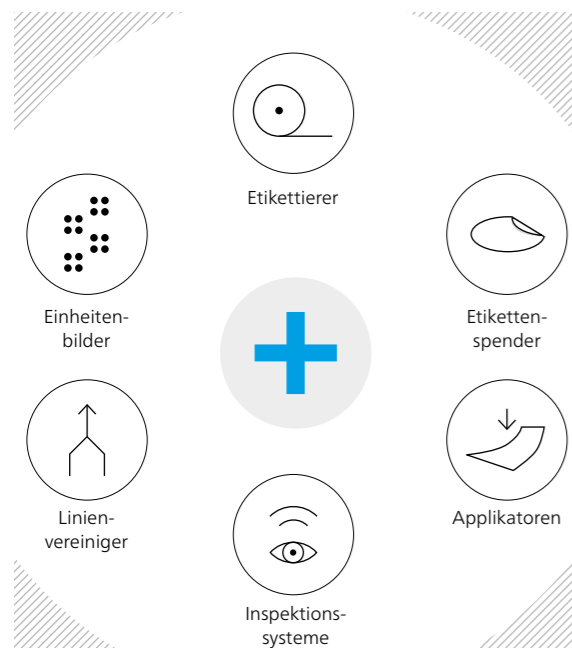 Etikettierer
Einheiten-
bilder
Etiketten-
spender
Linien-
vereiniger
Applikatoren
Inspektions-
systeme